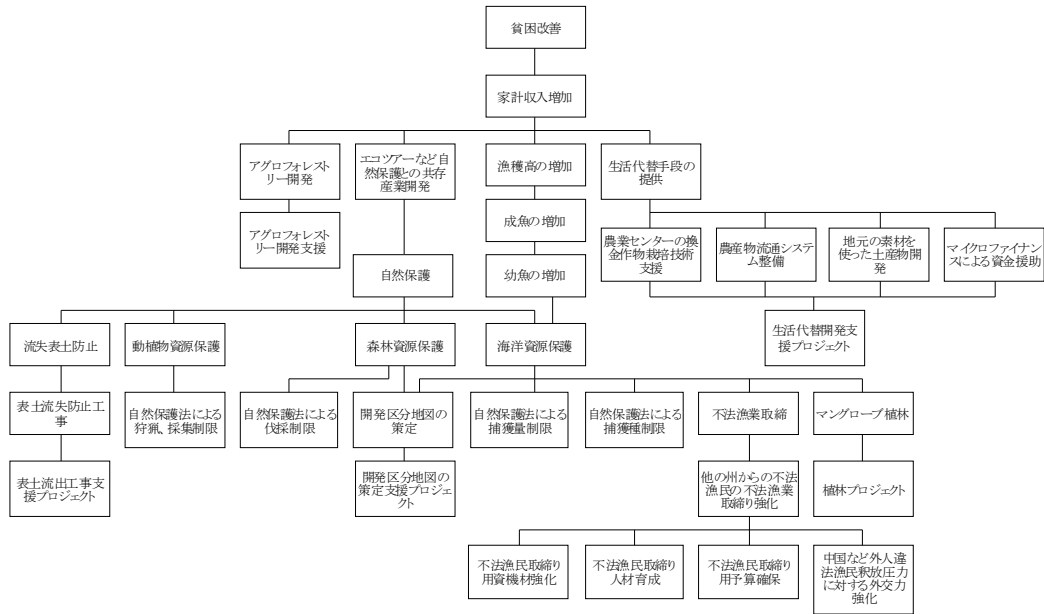 貧困改善
家計収入増加
アグロフォレスト
リー開発
エコツアーなど自
然保護との共存
産業開発
漁穫高の増加
生活代替手段の
提供
アグロフォレスト
リー開発支援
成魚の増加
農業センターの換
金作物栽培技術
支援
農産物流通システ
ム整備
地元の素材を
使った土産物開
発
マイクロファイナン
スによる資金援助
自然保護
幼魚の増加
生活代替開発支
援プロジェクト
流失表土防止
動植物資源保護
森林資源保護
海洋資源保護
表土流失防止工
事
自然保護法による
狩猟、採集制限
自然保護法による
伐採制限
開発区分地図の
策定
自然保護法による
捕獲量制限
自然保護法による
捕獲種制限
不法漁業取締
マングローブ植林
表土流出工事支
援プロジェクト
開発区分地図の
策定支援プロジェ
クト
他の州からの不法
漁民の不法漁業
取締り強化
植林プロジェクト
不法漁民取締り
用資機材強化
不法漁民取締り
人材育成
不法漁民取締り
用予算確保
中国など外人違
法漁民釈放圧力
に対する外交力
強化